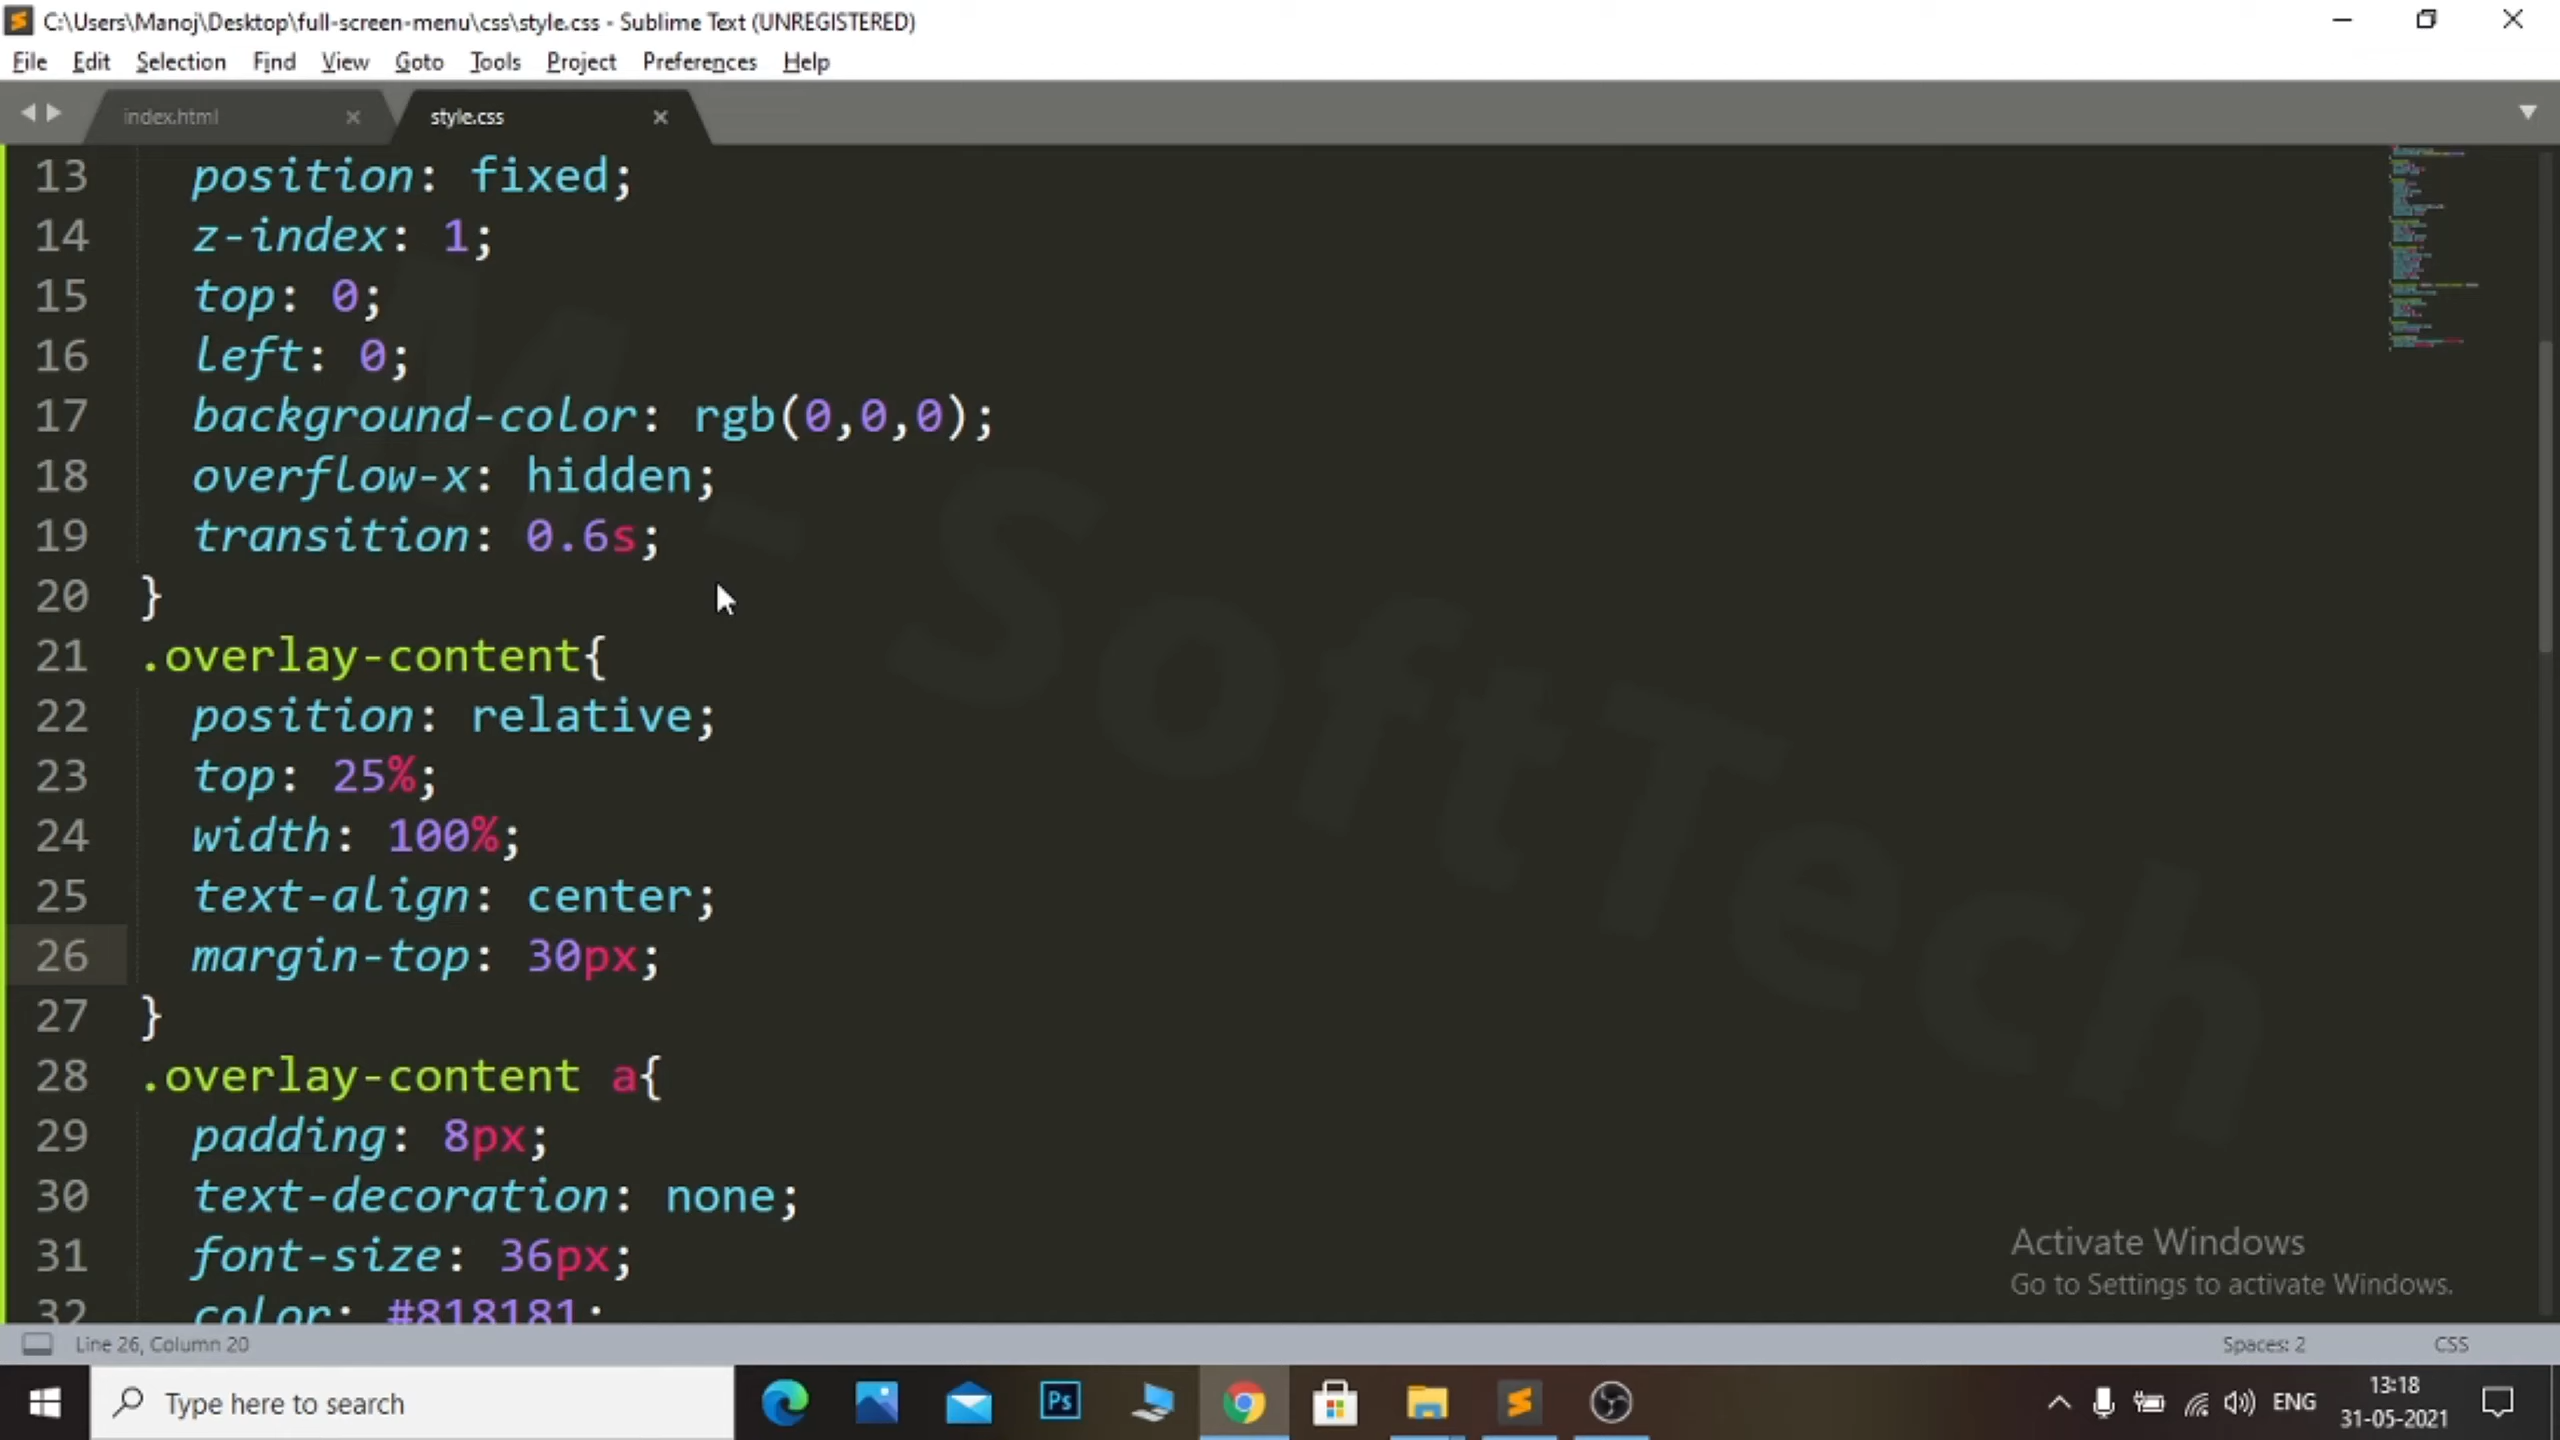 C:\Users\Manoj\Desktop\full-screen-menu\css\style.css - Sublime Text (UNREGISTERED)
File Edit Selection Find View Goto Tools Project Preferences Help
index.html style.css
13 position: fixed;
14 z-index: 1;
15 top: 0;
16 left: 0;
17 background-color: rgb(0,0,0);
18 overflow-x: hidden;
19 transition: 0.6s;
20 }
21 .overlay-content{
22 position: relative;
23 top: 25%;
24 width: 100%;
25 text-align: center;
26 margin-top: 30px;
27 }
28 .overlay-content a{
29 padding: 8px;
30 text-decoration: none;
31 font-size: 36px;
32 color: #818181;
M - SoftTech
Activate Windows
Go to Settings to activate Windows.
Line 26, Column 20 Spaces: 2 CSS
Type here to search
Ps
ENG
13:18
31-05-2021